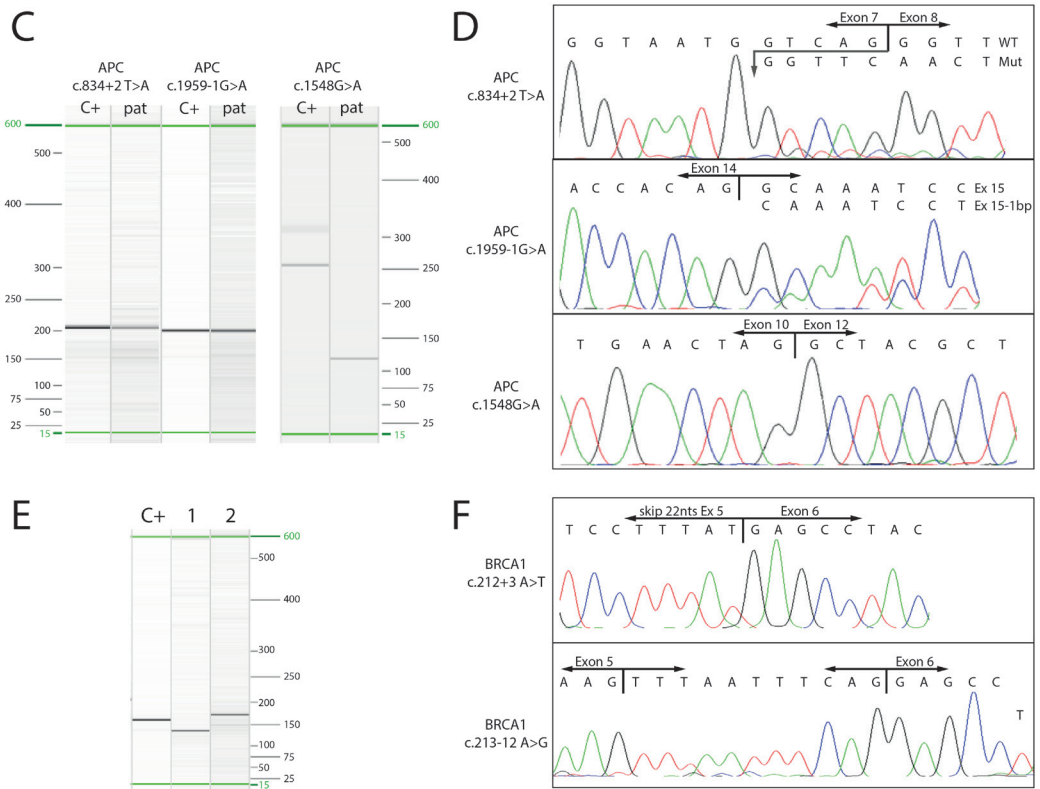 C
APC
c.834+2 T>A
APC
c.1959-1G>A
APC
c.1548G>A
C+ pat C+ pat C+ pat
600
500
400
300
250
200
150
100
75
50
25
15
600
500
400
300
250
200
150
100
75
50
25
15
D
Exon 7 Exon 8
G G T A A T G G T C A G G G T T WT
G G T T C A A C T Mut
APC
c.834+2 T>A
Exon 14
A C C A C A G G C A A A T C C Ex 15
C A A A T C C T Ex 15-1bp
APC
c.1959-1G>A
Exon 10 Exon 12
T G A A C T A G G C T A C G C T
APC
c.1548G>A
E
C+ 1 2
600
500
400
300
250
200
150
100
75
50
25
15
F
skip 22nts Ex 5 Exon 6
T C C T T T A T G A G C C T A C
BRCA1
c.212+3 A>T
Exon 5 Exon 6
A A G T T T A A T T T C A G G A G C C
T
BRCA1
c.213-12 A>G